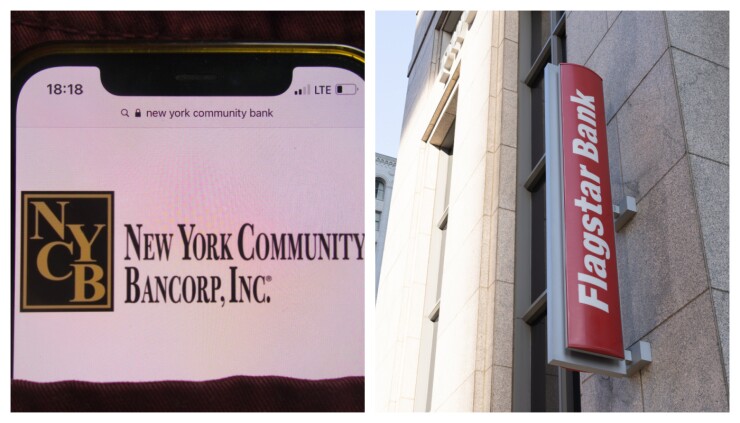 18:18
LTE
new york community bank
NYCB
NEW YORK COMMUNITY
BANCORP, INC.®
Flagstar Bank